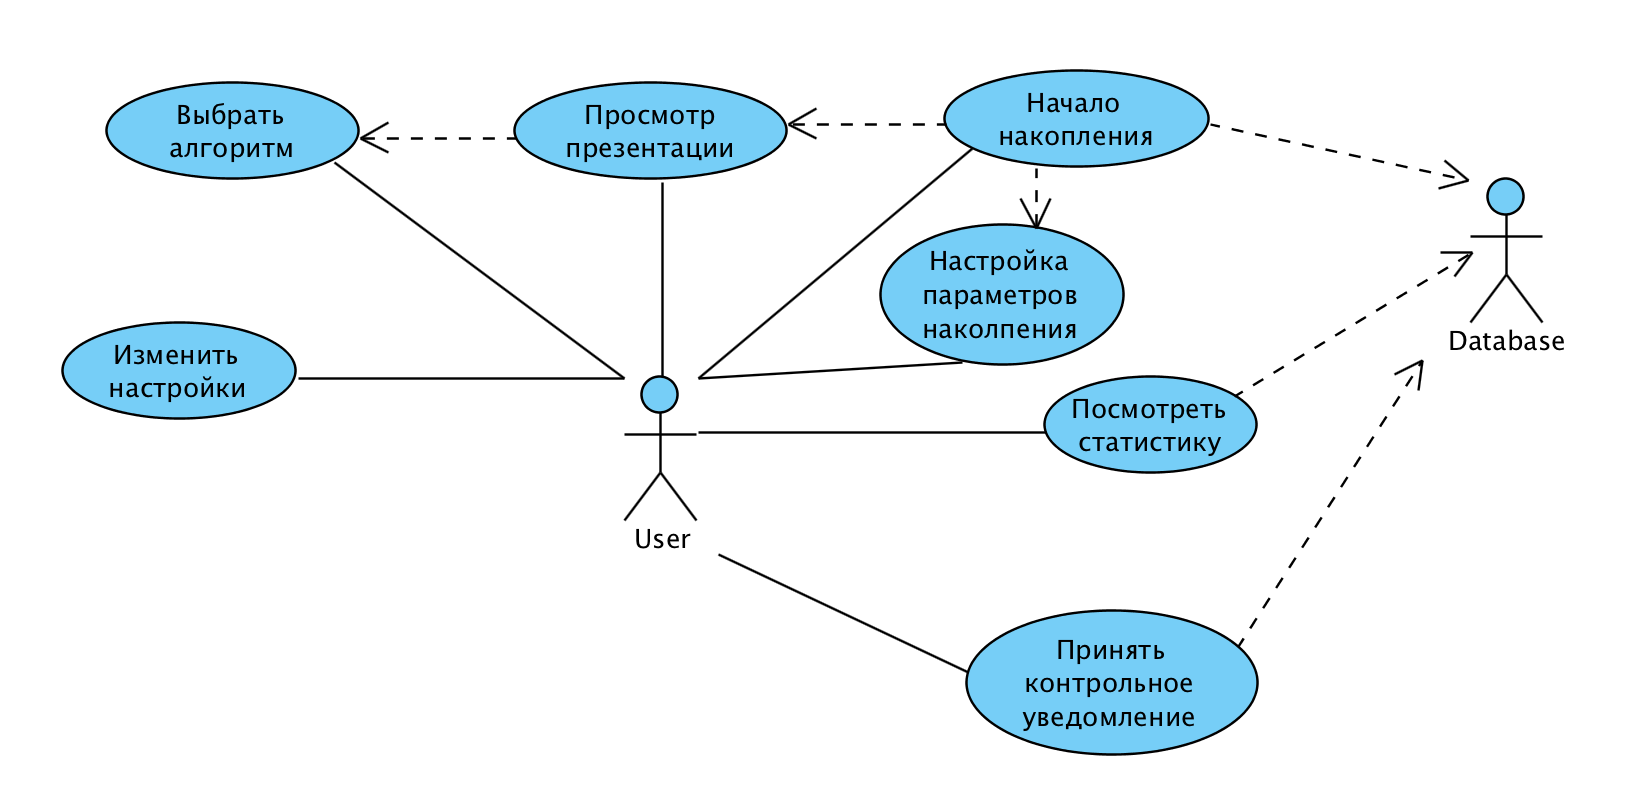 Выбрать
алгоритм
Просмотр
презентации
Начало
накопления
Настройка
параметров
наколпения
Database
Изменить
настройки
Посмотреть
статистику
User
Принять
контрольное
уведомление